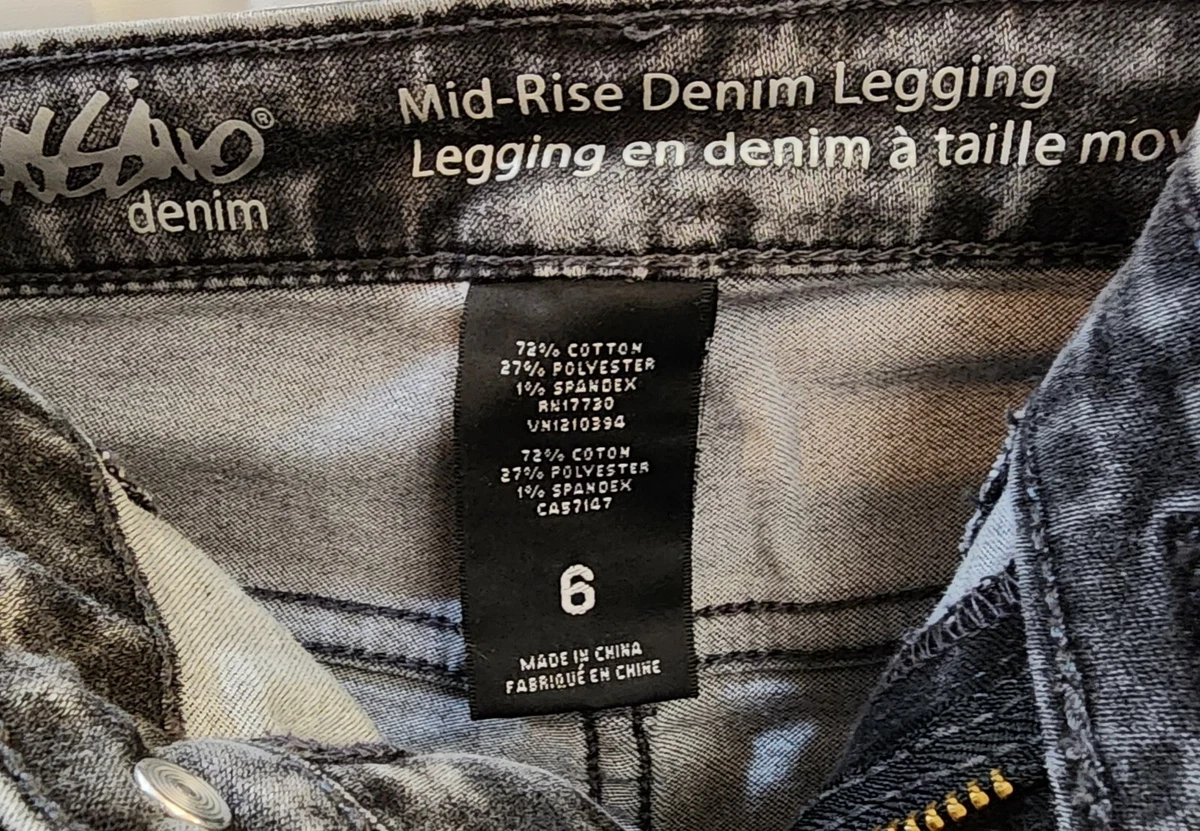 Mossimo®
denim
Mid-Rise Denim Legging
Legging en denim à taille
72% COTTON
27% POLYESTER
1% SPANDEX
RN17730
VN1210394
72% COTON
27% POLYESTER
1% SPANDEX
CA57147
6
MADE IN CHINA
FABRIQUÉ EN CHINE